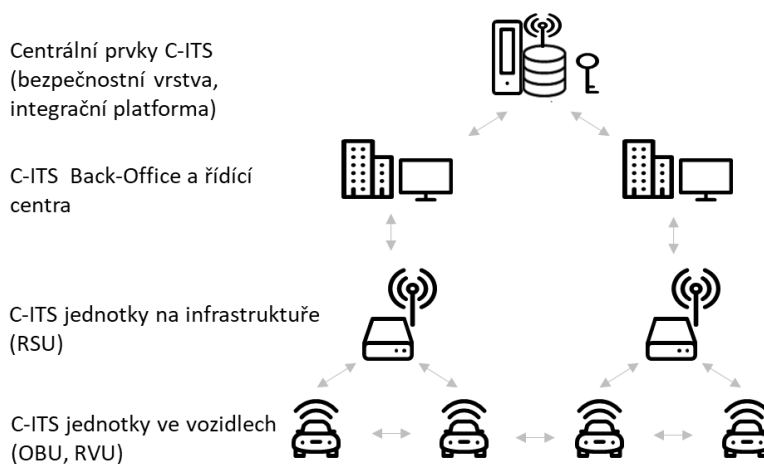 Centrální prvky C-ITS
(bezpečnostní vrstva,
integrační platforma)
C-ITS  Back-Office a řídící
centra
C-ITS jednotky na infrastruktuře
(RSU)
C-ITS jednotky ve vozidlech
(OBU, RVU)